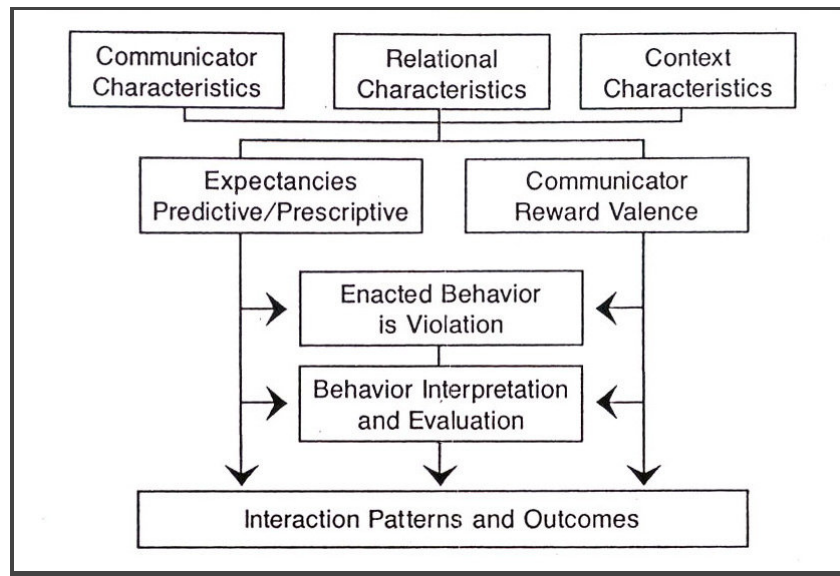 Communicator
Characteristics
Relational
Characteristics
Context
Characteristics
Expectancies
Predictive/Prescriptive
Communicator
Reward Valence
Enacted Behavior
is Violation
Behavior Interpretation
and Evaluation
Interaction Patterns and Outcomes